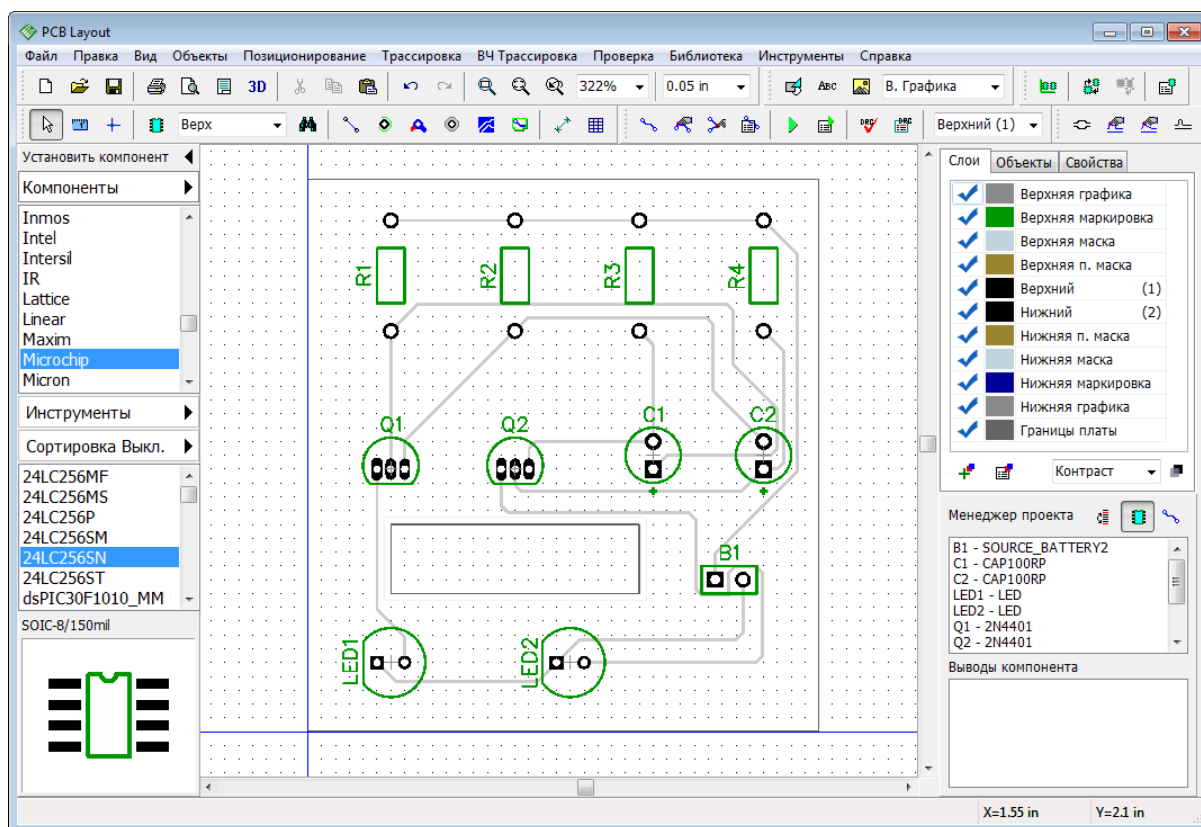 PCB Layout
Файл Правка Вид Объекты Позиционирование Трассировка ВЧ Трассировка Проверка Библиотека Инструменты Справка
3D 322% 0.05 in ABC В. Графика
Верх DRC DRC Верхний (1)
Установить компонент
Компоненты
Inmos
Intel
Intersil
IR
Lattice
Linear
Maxim
Microchip
Micron
Инструменты
Сортировка Выкл.
24LC256MF
24LC256MS
24LC256P
24LC256SM
24LC256SN
24LC256ST
dsPIC30F1010_MM
SOIC-8/150mil
R1 R2 R3 R4
Q1 Q2 C1 C2
B1
LED1 LED2
Слои Объекты Свойства
Верхняя графика
Верхняя маркировка
Верхняя маска
Верхняя п. маска
Верхний (1)
Нижний (2)
Нижняя п. маска
Нижняя маска
Нижняя маркировка
Нижняя графика
Границы платы
Контраст
Менеджер проекта
B1 - SOURCE_BATTERY2
C1 - CAP100RP
C2 - CAP100RP
LED1 - LED
LED2 - LED
Q1 - 2N4401
Q2 - 2N4401
Выводы компонента
X=1.55 in Y=2.1 in